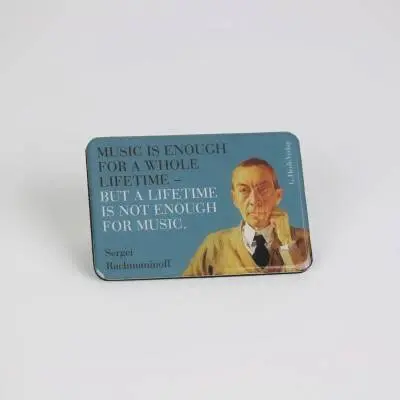 MUSIC IS ENOUGH
FOR A WHOLE
LIFETIME –
BUT A LIFETIME
IS NOT ENOUGH
FOR MUSIC.
Sergei
Rachmaninoff